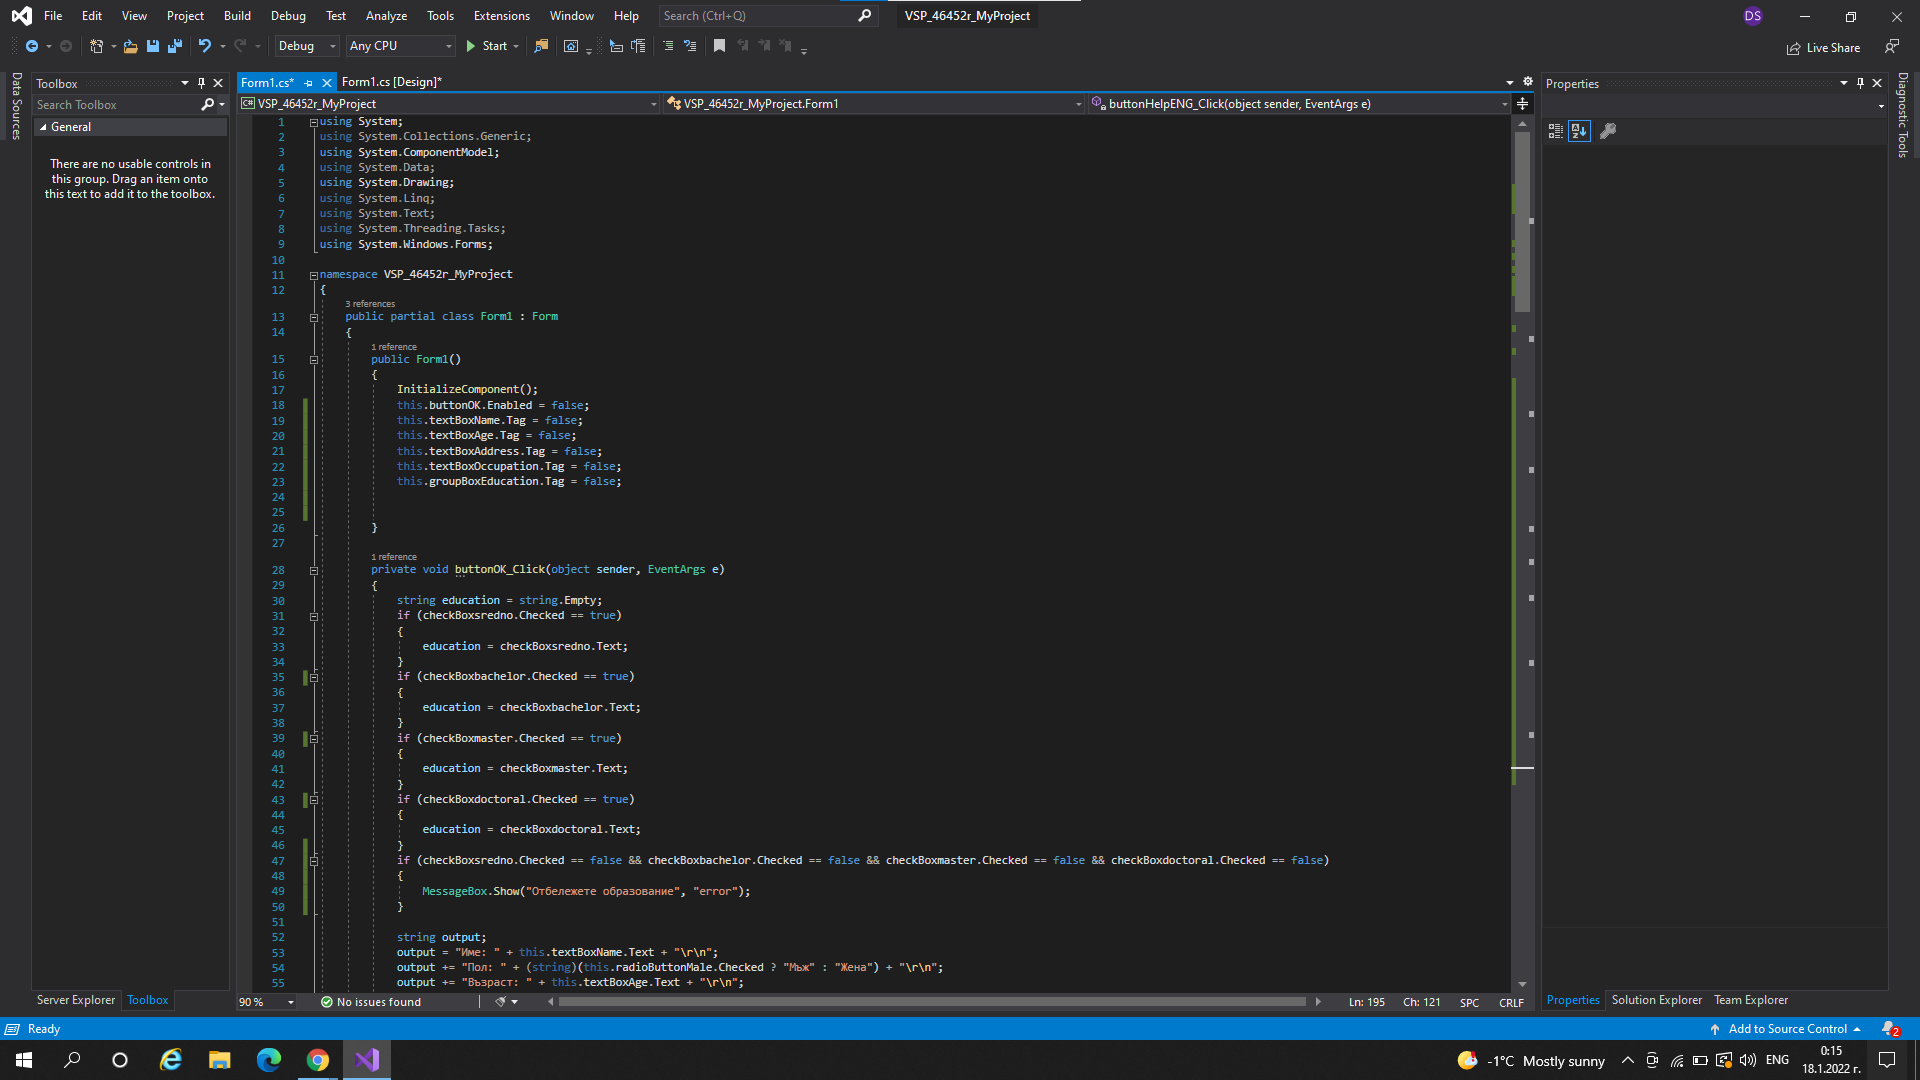 File Edit View Project Build Debug Test Analyze Tools Extensions Window Help Search (Ctrl+Q) VSP_46452r_MyProject DS
Debug Any CPU Start Live Share
Data Sources
Toolbox
Search Toolbox
General
There are no usable controls in
this group. Drag an item onto
this text to add it to the toolbox.
Form1.cs* Form1.cs [Design]*
VSP_46452r_MyProject VSP_46452r_MyProject.Form1 buttonHelpENG_Click(object sender, EventArgs e)
1 using System;
2 using System.Collections.Generic;
3 using System.ComponentModel;
4 using System.Data;
5 using System.Drawing;
6 using System.Linq;
7 using System.Text;
8 using System.Threading.Tasks;
9 using System.Windows.Forms;
10
11 namespace VSP_46452r_MyProject
12 {
3 references
13 public partial class Form1 : Form
14 {
1 reference
15 public Form1()
16 {
17 InitializeComponent();
18 this.buttonOK.Enabled = false;
19 this.textBoxName.Tag = false;
20 this.textBoxAge.Tag = false;
21 this.textBoxAddress.Tag = false;
22 this.textBoxOccupation.Tag = false;
23 this.groupBoxEducation.Tag = false;
24
25
26 }
27
1 reference
28 private void buttonOK_Click(object sender, EventArgs e)
29 {
30 string education = string.Empty;
31 if (checkBoxsredno.Checked == true)
32 {
33 education = checkBoxsredno.Text;
34 }
35 if (checkBoxbachelor.Checked == true)
36 {
37 education = checkBoxbachelor.Text;
38 }
39 if (checkBoxmaster.Checked == true)
40 {
41 education = checkBoxmaster.Text;
42 }
43 if (checkBoxdoctoral.Checked == true)
44 {
45 education = checkBoxdoctoral.Text;
46 }
47 if (checkBoxsredno.Checked == false && checkBoxbachelor.Checked == false && checkBoxmaster.Checked == false && checkBoxdoctoral.Checked == false)
48 {
49 MessageBox.Show("Отбележете образование", "error");
50 }
51
52 string output;
53 output = "Име: " + this.textBoxName.Text + "\r\n";
54 output += "Пол: " + (string)(this.radioButtonMale.Checked ? "Мъж" : "Жена") + "\r\n";
55 output += "Възраст: " + this.textBoxAge.Text + "\r\n";
Properties
Diagnostic Tools
Server Explorer Toolbox
90 % No issues found Ln: 195 Ch: 121 SPC CRLF
Properties Solution Explorer Team Explorer
Ready Add to Source Control 2
-1°C Mostly sunny ENG
0:15
18.1.2022 г.